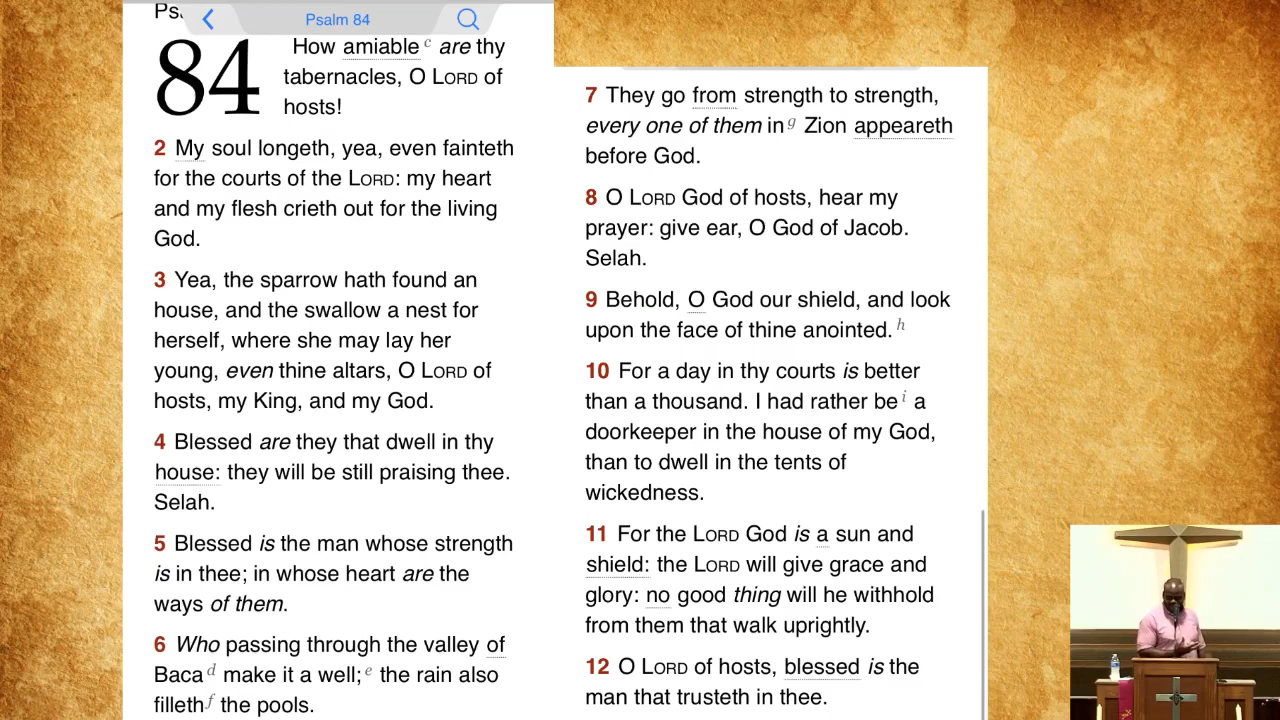 Psalm 84
84 How amiable c are thy
tabernacles, O LORD of
hosts!
2 My soul longeth, yea, even fainteth
for the courts of the LORD: my heart
and my flesh crieth out for the living
God.
3 Yea, the sparrow hath found an
house, and the swallow a nest for
herself, where she may lay her
young, even thine altars, O LORD of
hosts, my King, and my God.
4 Blessed are they that dwell in thy
house: they will be still praising thee.
Selah.
5 Blessed is the man whose strength
is in thee; in whose heart are the
ways of them.
6 Who passing through the valley of
Baca d make it a well; e the rain also
filleth f the pools.
7 They go from strength to strength,
every one of them in g Zion appeareth
before God.
8 O LORD God of hosts, hear my
prayer: give ear, O God of Jacob.
Selah.
9 Behold, O God our shield, and look
upon the face of thine anointed. h
10 For a day in thy courts is better
than a thousand. I had rather be i a
doorkeeper in the house of my God,
than to dwell in the tents of
wickedness.
11 For the LORD God is a sun and
shield: the LORD will give grace and
glory: no good thing will he withhold
from them that walk uprightly.
12 O LORD of hosts, blessed is the
man that trusteth in thee.